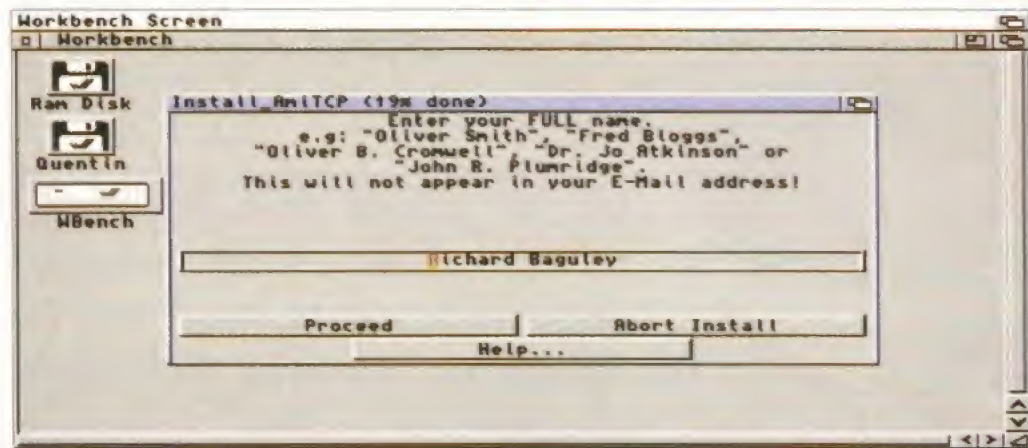 Workbench Screen
Workbench
Ram Disk
Quentin
WBench
Install_AmiTCP (19% done)
Enter your FULL name.
e.g: "Oliver Smith", "Fred Bloggs",
"Oliver B. Cromwell", "Dr. Jo Atkinson" or
"John R. Plumridge".
This will not appear in your E-Mail address!
Richard Baguley
Proceed
Abort Install
Help...